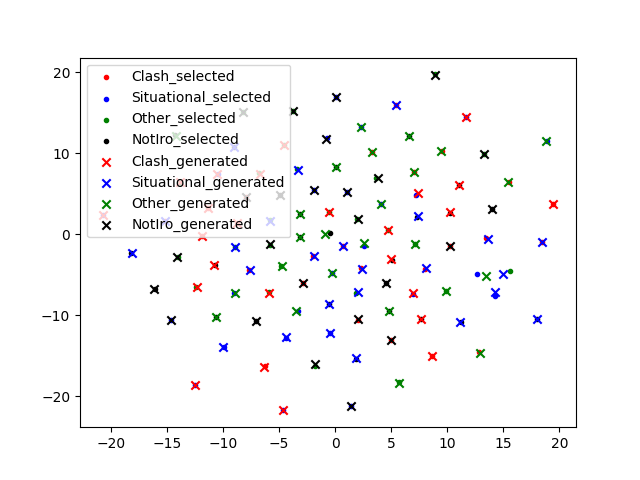 20
10
0
−10
−20
Clash_selected
Situational_selected
Other_selected
NotIro_selected
Clash_generated
Situational_generated
Other_generated
NotIro_generated
−20 −15 −10 −5 0 5 10 15 20